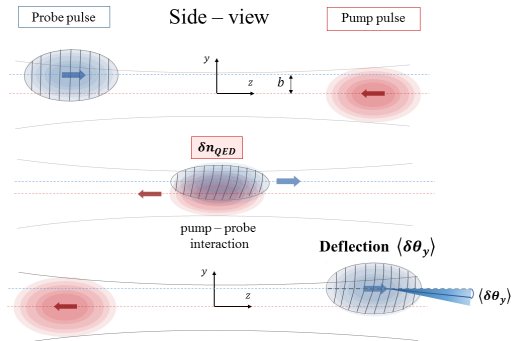 Probe pulse
Side – view
Pump pulse
y
z
b
δn_QED
pump – probe
interaction
Deflection ⟨δθ_y⟩
y
z
⟨δθ_y⟩